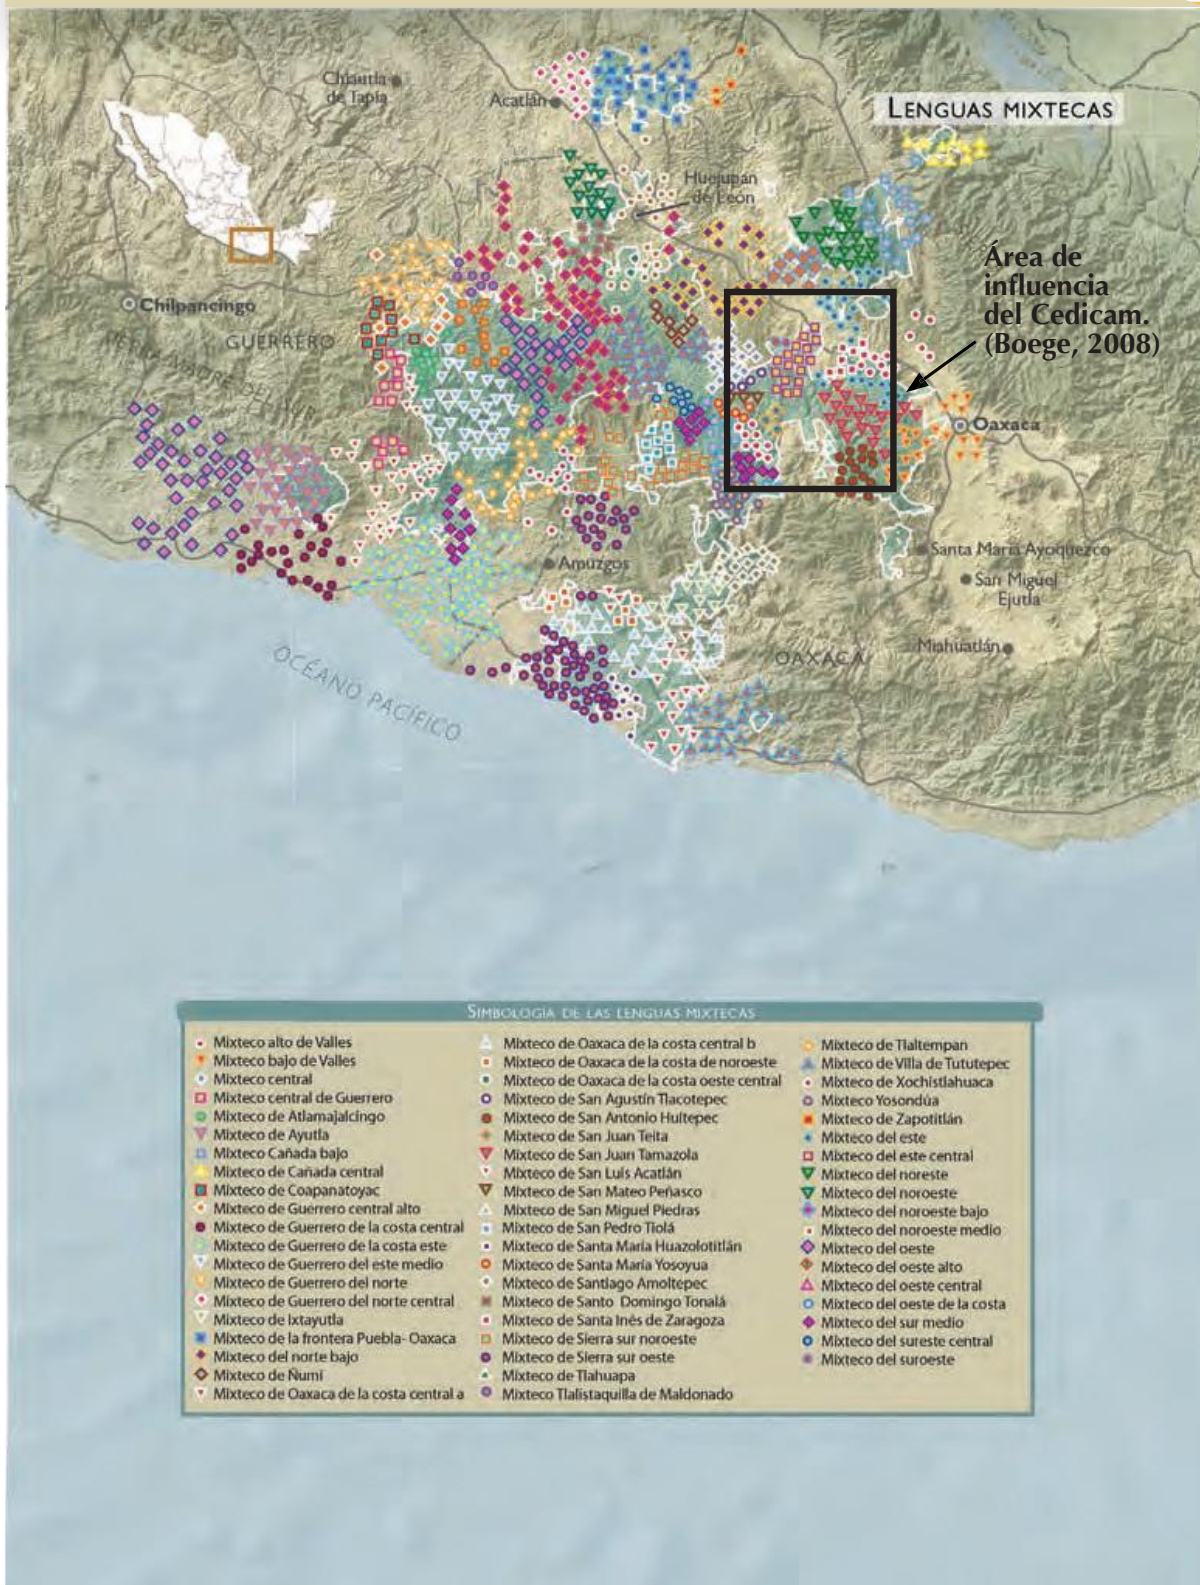 Chiautla
de Tapia
Acatlán
LENGUAS MIXTECAS
Huejupan
de León
Área de
influencia
del Cedicam.
(Boege, 2008)
Chilpancingo
GUERRERO
Oaxaca
Santa María Ayoquezco
San Miguel
Ejutla
Amuzgos
Miahuatlán
OAXACA
OCÉANO PACÍFICO
SIMBOLOGÍA DE LAS LENGUAS MIXTECAS
Mixteco alto de Valles
Mixteco bajo de Valles
Mixteco central
Mixteco central de Guerrero
Mixteco de Atlamajalcingo
Mixteco de Ayutla
Mixteco Cañada bajo
Mixteco de Cañada central
Mixteco de Coapanatoyac
Mixteco de Guerrero central alto
Mixteco de Guerrero de la costa central
Mixteco de Guerrero de la costa este
Mixteco de Guerrero del este medio
Mixteco de Guerrero del norte
Mixteco de Guerrero del norte central
Mixteco de Ixtayutla
Mixteco de la frontera Puebla- Oaxaca
Mixteco del norte bajo
Mixteco de Ñumí
Mixteco de Oaxaca de la costa central a
Mixteco de Oaxaca de la costa central b
Mixteco de Oaxaca de la costa de noroeste
Mixteco de Oaxaca de la costa oeste central
Mixteco de San Agustín Tlacotepec
Mixteco de San Antonio Huitepec
Mixteco de San Juan Teita
Mixteco de San Juan Tamazola
Mixteco de San Luis Acatlán
Mixteco de San Mateo Peñasco
Mixteco de San Miguel Piedras
Mixteco de San Pedro Tiolá
Mixteco de Santa María Huazolotitlán
Mixteco de Santa María Yosoyua
Mixteco de Santiago Amoltepec
Mixteco de Santo Domingo Tonalá
Mixteco de Santa Inés de Zaragoza
Mixteco de Sierra sur noroeste
Mixteco de Sierra sur oeste
Mixteco de Tlahuapa
Mixteco Tlalistaquilla de Maldonado
Mixteco de Tlaltempan
Mixteco de Villa de Tututepec
Mixteco de Xochistlahuaca
Mixteco Yosondúa
Mixteco de Zapotitlán
Mixteco del este
Mixteco del este central
Mixteco del noreste
Mixteco del noroeste
Mixteco del noroeste bajo
Mixteco del noroeste medio
Mixteco del oeste
Mixteco del oeste alto
Mixteco del oeste central
Mixteco del oeste de la costa
Mixteco del sur medio
Mixteco del sureste central
Mixteco del suroeste